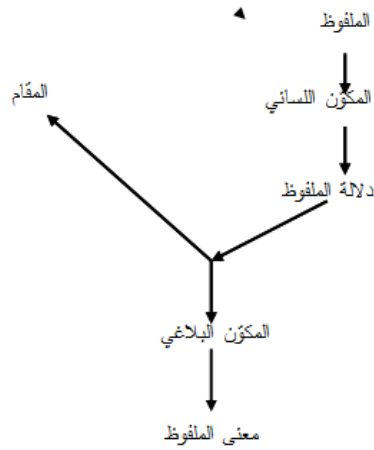 الملفوظ
المكوّن اللساني
المقام
دلالة الملفوظ
المكوّن البلاغي
معنى الملفوظ